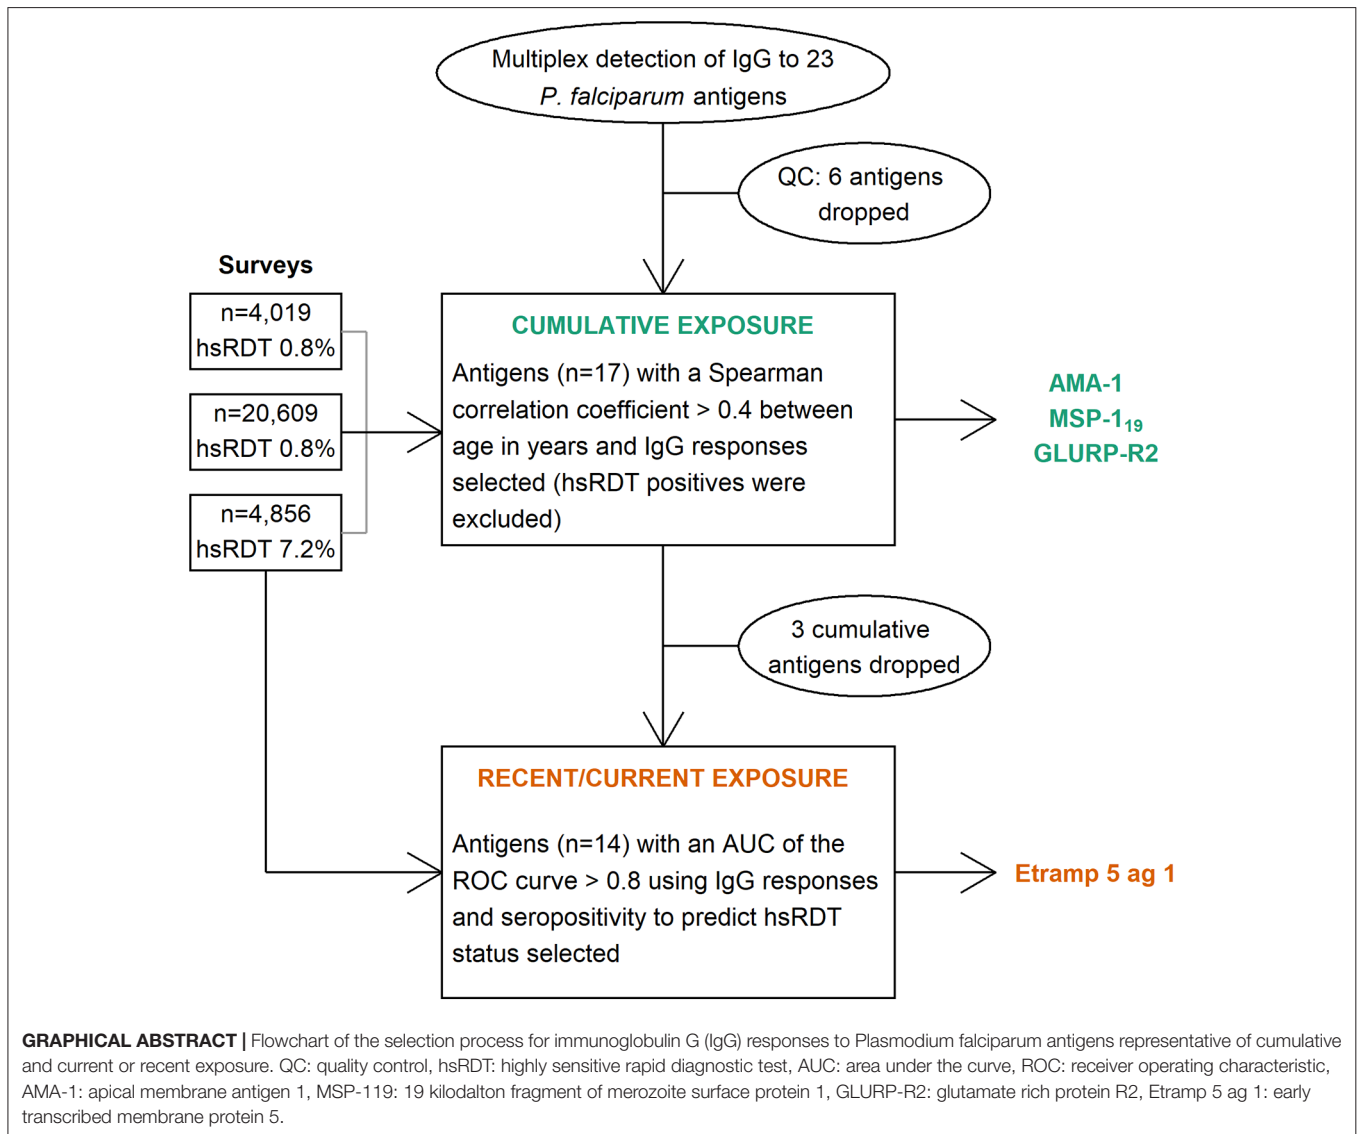 Multiplex detection of IgG to 23
P. falciparum antigens
QC: 6 antigens
dropped
Surveys
n=4,019
hsRDT 0.8%
n=20,609
hsRDT 0.8%
n=4,856
hsRDT 7.2%
CUMULATIVE EXPOSURE
Antigens (n=17) with a Spearman
correlation coefficient > 0.4 between
age in years and IgG responses
selected (hsRDT positives were
excluded)
AMA-1
MSP-1₁₉
GLURP-R2
3 cumulative
antigens dropped
RECENT/CURRENT EXPOSURE
Antigens (n=14) with an AUC of the
ROC curve > 0.8 using IgG responses
and seropositivity to predict hsRDT
status selected
Etramp 5 ag 1
GRAPHICAL ABSTRACT | Flowchart of the selection process for immunoglobulin G (IgG) responses to Plasmodium falciparum antigens representative of cumulative
and current or recent exposure. QC: quality control, hsRDT: highly sensitive rapid diagnostic test, AUC: area under the curve, ROC: receiver operating characteristic,
AMA-1: apical membrane antigen 1, MSP-119: 19 kilodalton fragment of merozoite surface protein 1, GLURP-R2: glutamate rich protein R2, Etramp 5 ag 1: early
transcribed membrane protein 5.